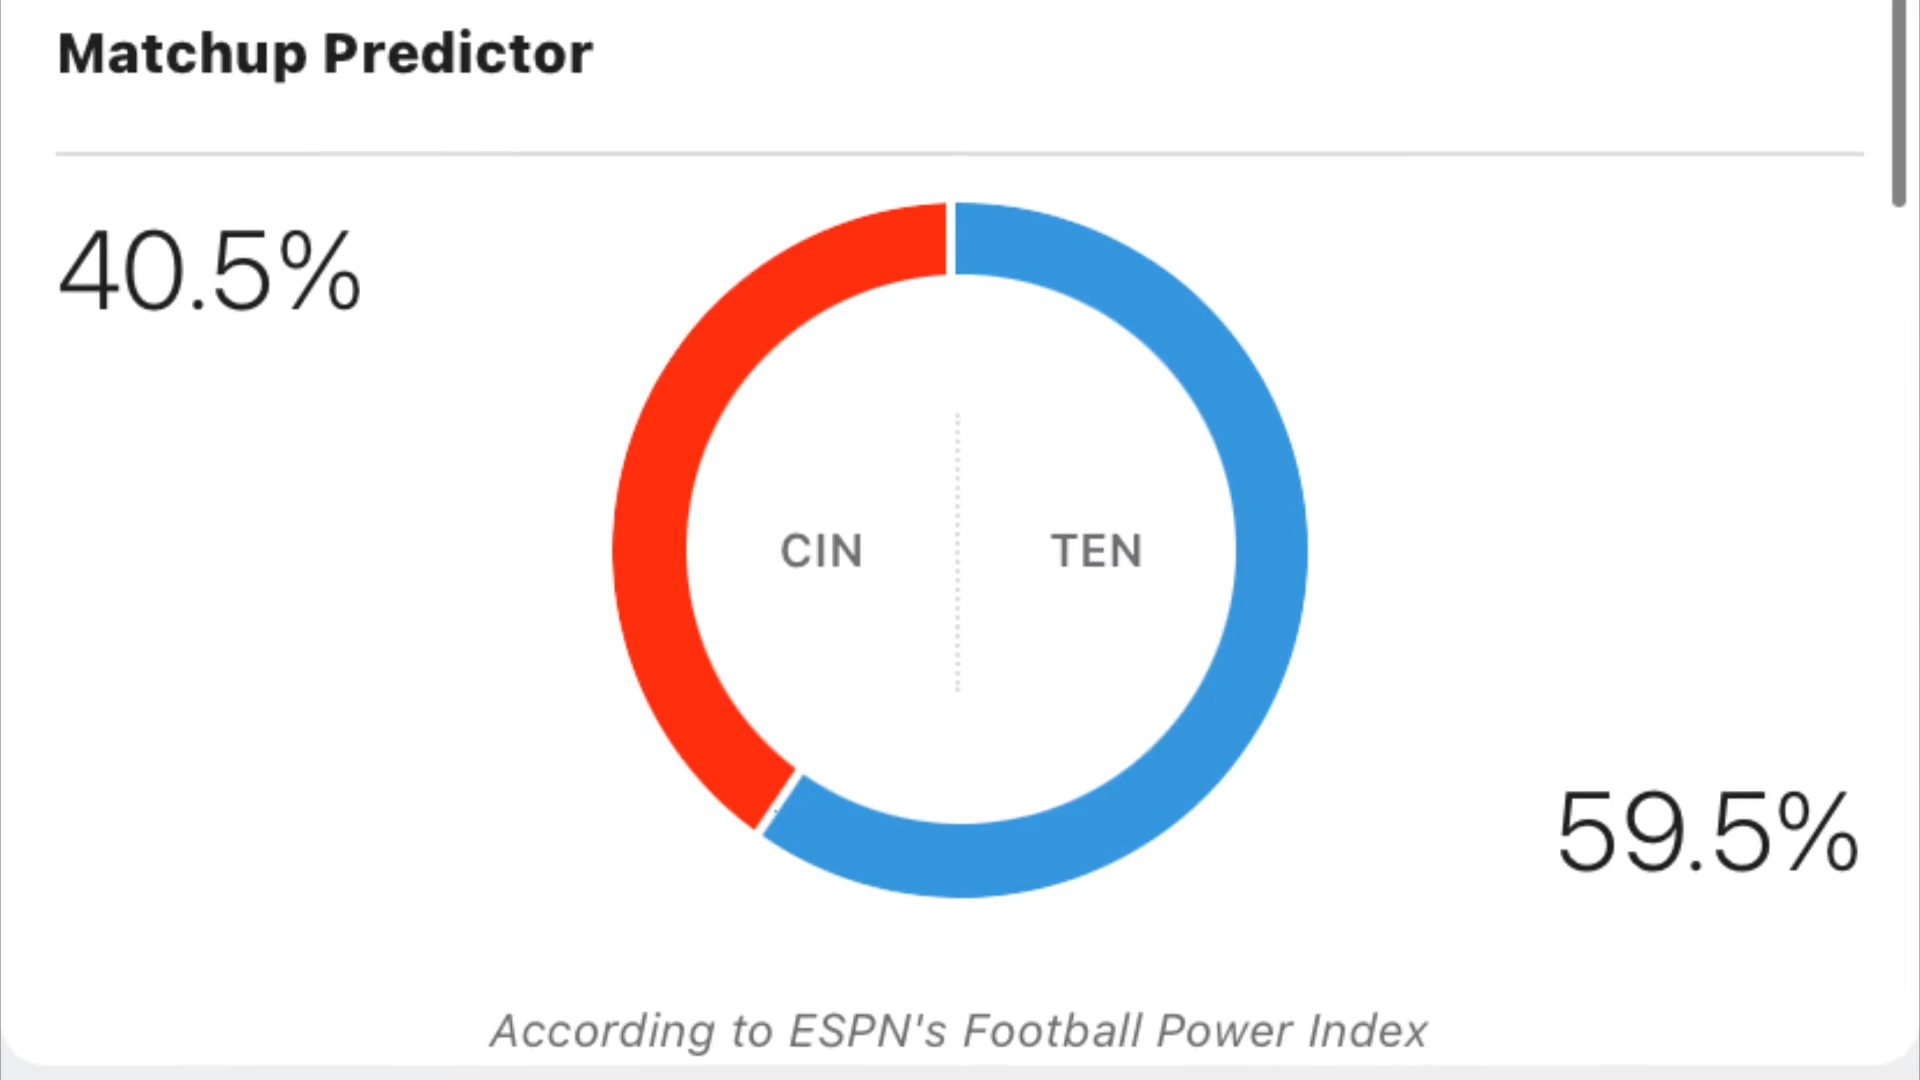 Matchup Predictor
40.5%
CIN
TEN
59.5%
According to ESPN's Football Power Index